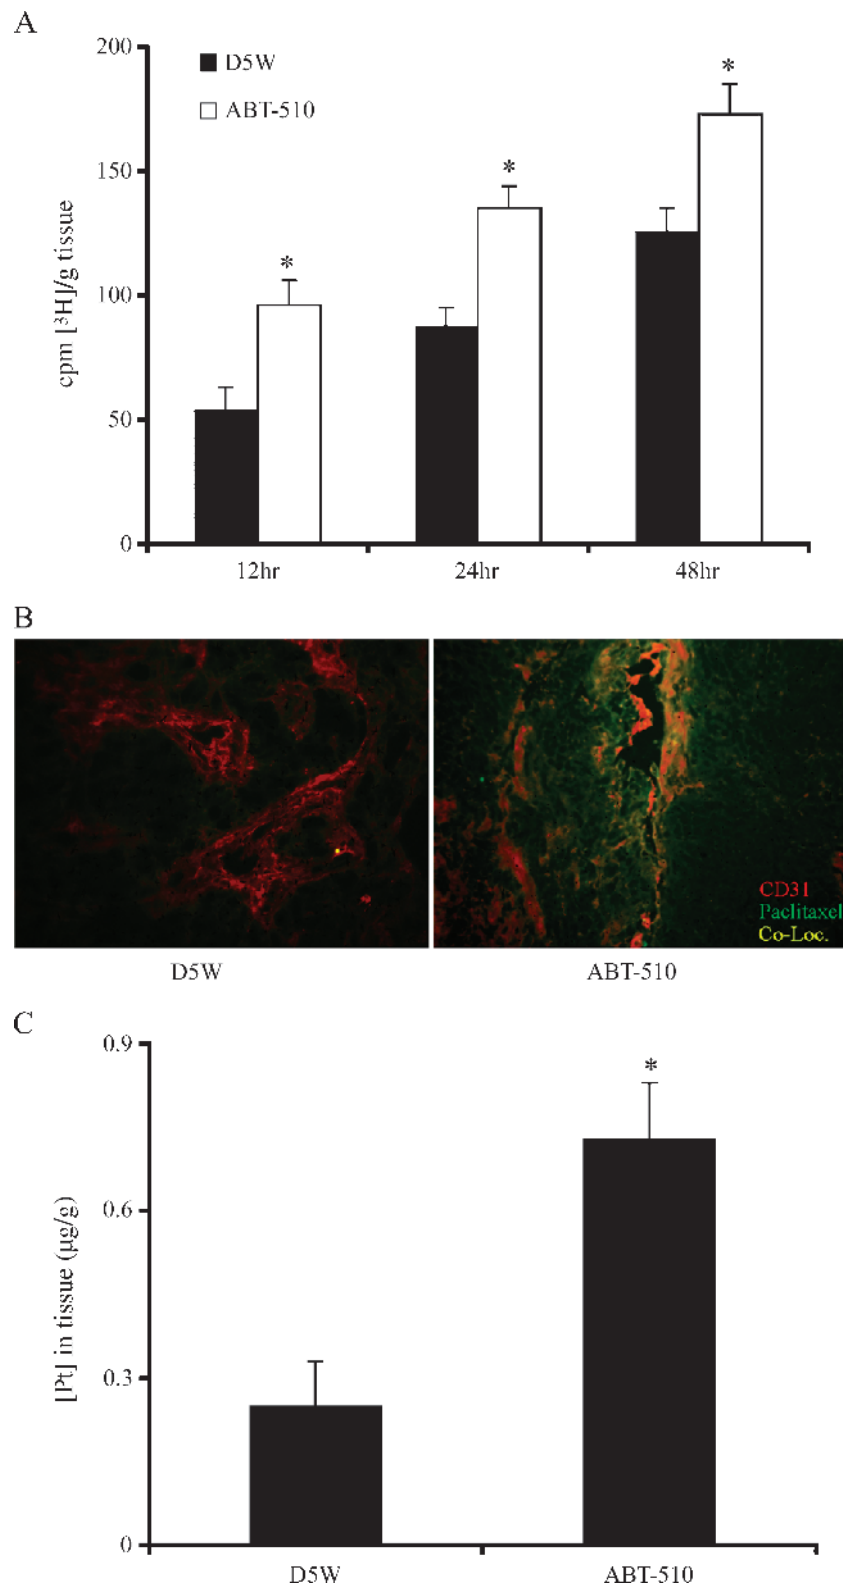 A
200
D5W
ABT-510
150
100
50
0
cpm [³H]/g tissue
*
*
*
12hr
24hr
48hr
B
CD31
Paclitaxel
Co-Loc.
D5W
ABT-510
C
0.9
0.6
0.3
0
[Pt] in tissue (µg/g)
*
D5W
ABT-510